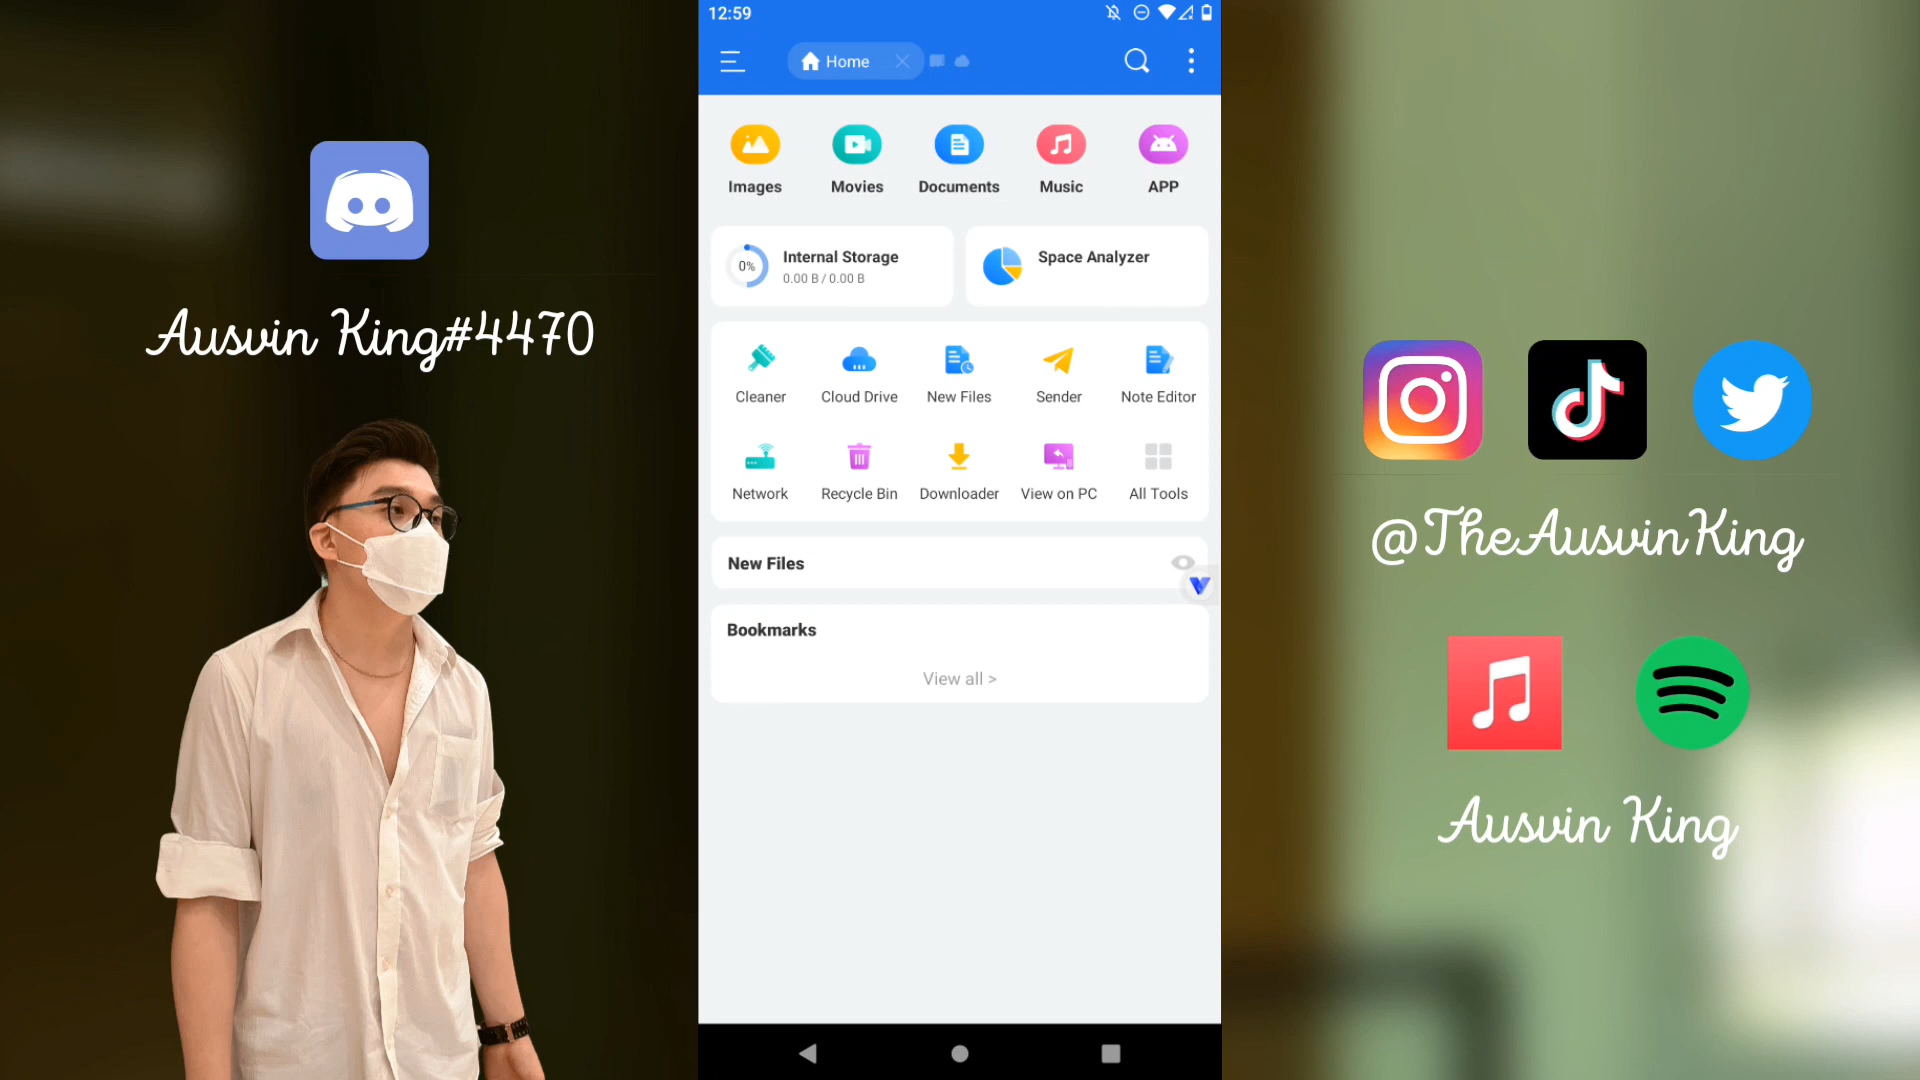 12:59
Home
Images Movies Documents Music APP
0% Internal Storage
0.00 B / 0.00 B
Space Analyzer
Cleaner Cloud Drive New Files Sender Note Editor
Network Recycle Bin Downloader View on PC All Tools
New Files
Bookmarks
View all >
Ausvin King#4470
@TheAusvinKing
Ausvin King